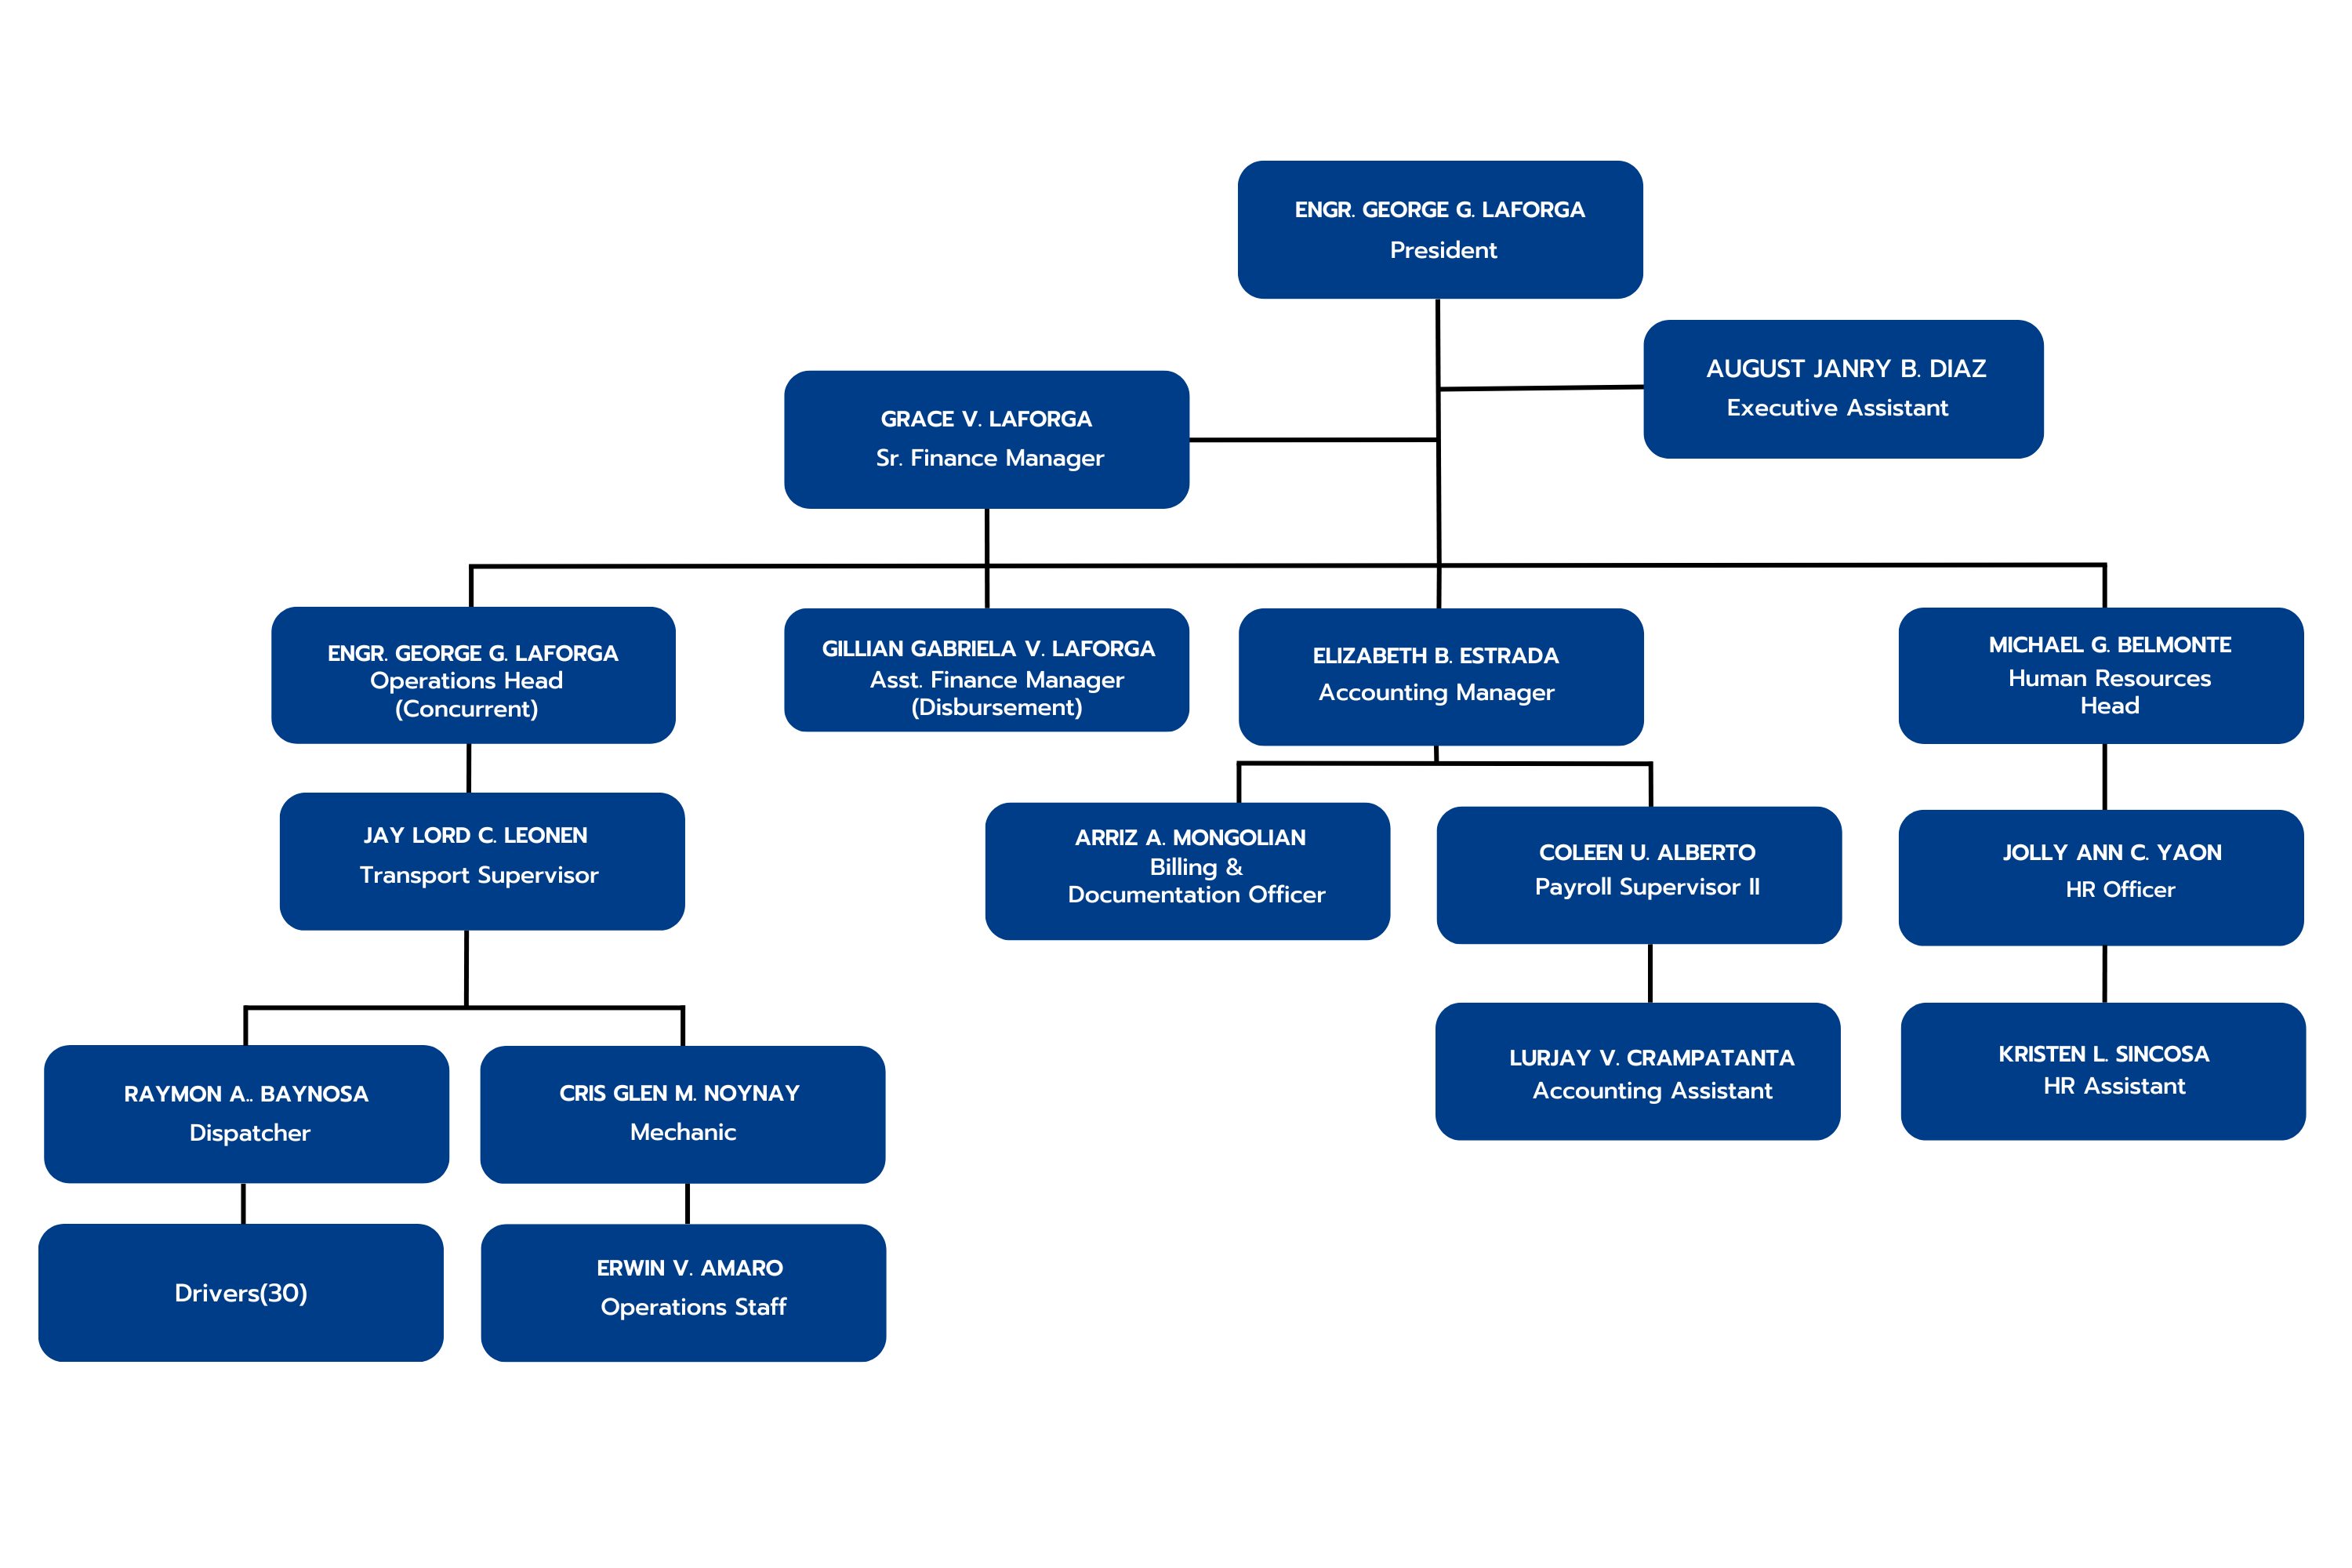 ENGR. GEORGE G. LAFORGA
President
AUGUST JANRY B. DIAZ
Executive Assistant
GRACE V. LAFORGA
Sr. Finance Manager
ENGR. GEORGE G. LAFORGA
Operations Head
(Concurrent)
GILLIAN GABRIELA V. LAFORGA
Asst. Finance Manager
(Disbursement)
ELIZABETH B. ESTRADA
Accounting Manager
MICHAEL G. BELMONTE
Human Resources
Head
JAY LORD C. LEONEN
Transport Supervisor
ARRIZ A. MONGOLIAN
Billing &
Documentation Officer
COLEEN U. ALBERTO
Payroll Supervisor II
JOLLY ANN C. YAON
HR Officer
RAYMON A.. BAYNOSA
Dispatcher
CRIS GLEN M. NOYNAY
Mechanic
LURJAY V. CRAMPATANTA
Accounting Assistant
KRISTEN L. SINCOSA
HR Assistant
Drivers(30)
ERWIN V. AMARO
Operations Staff